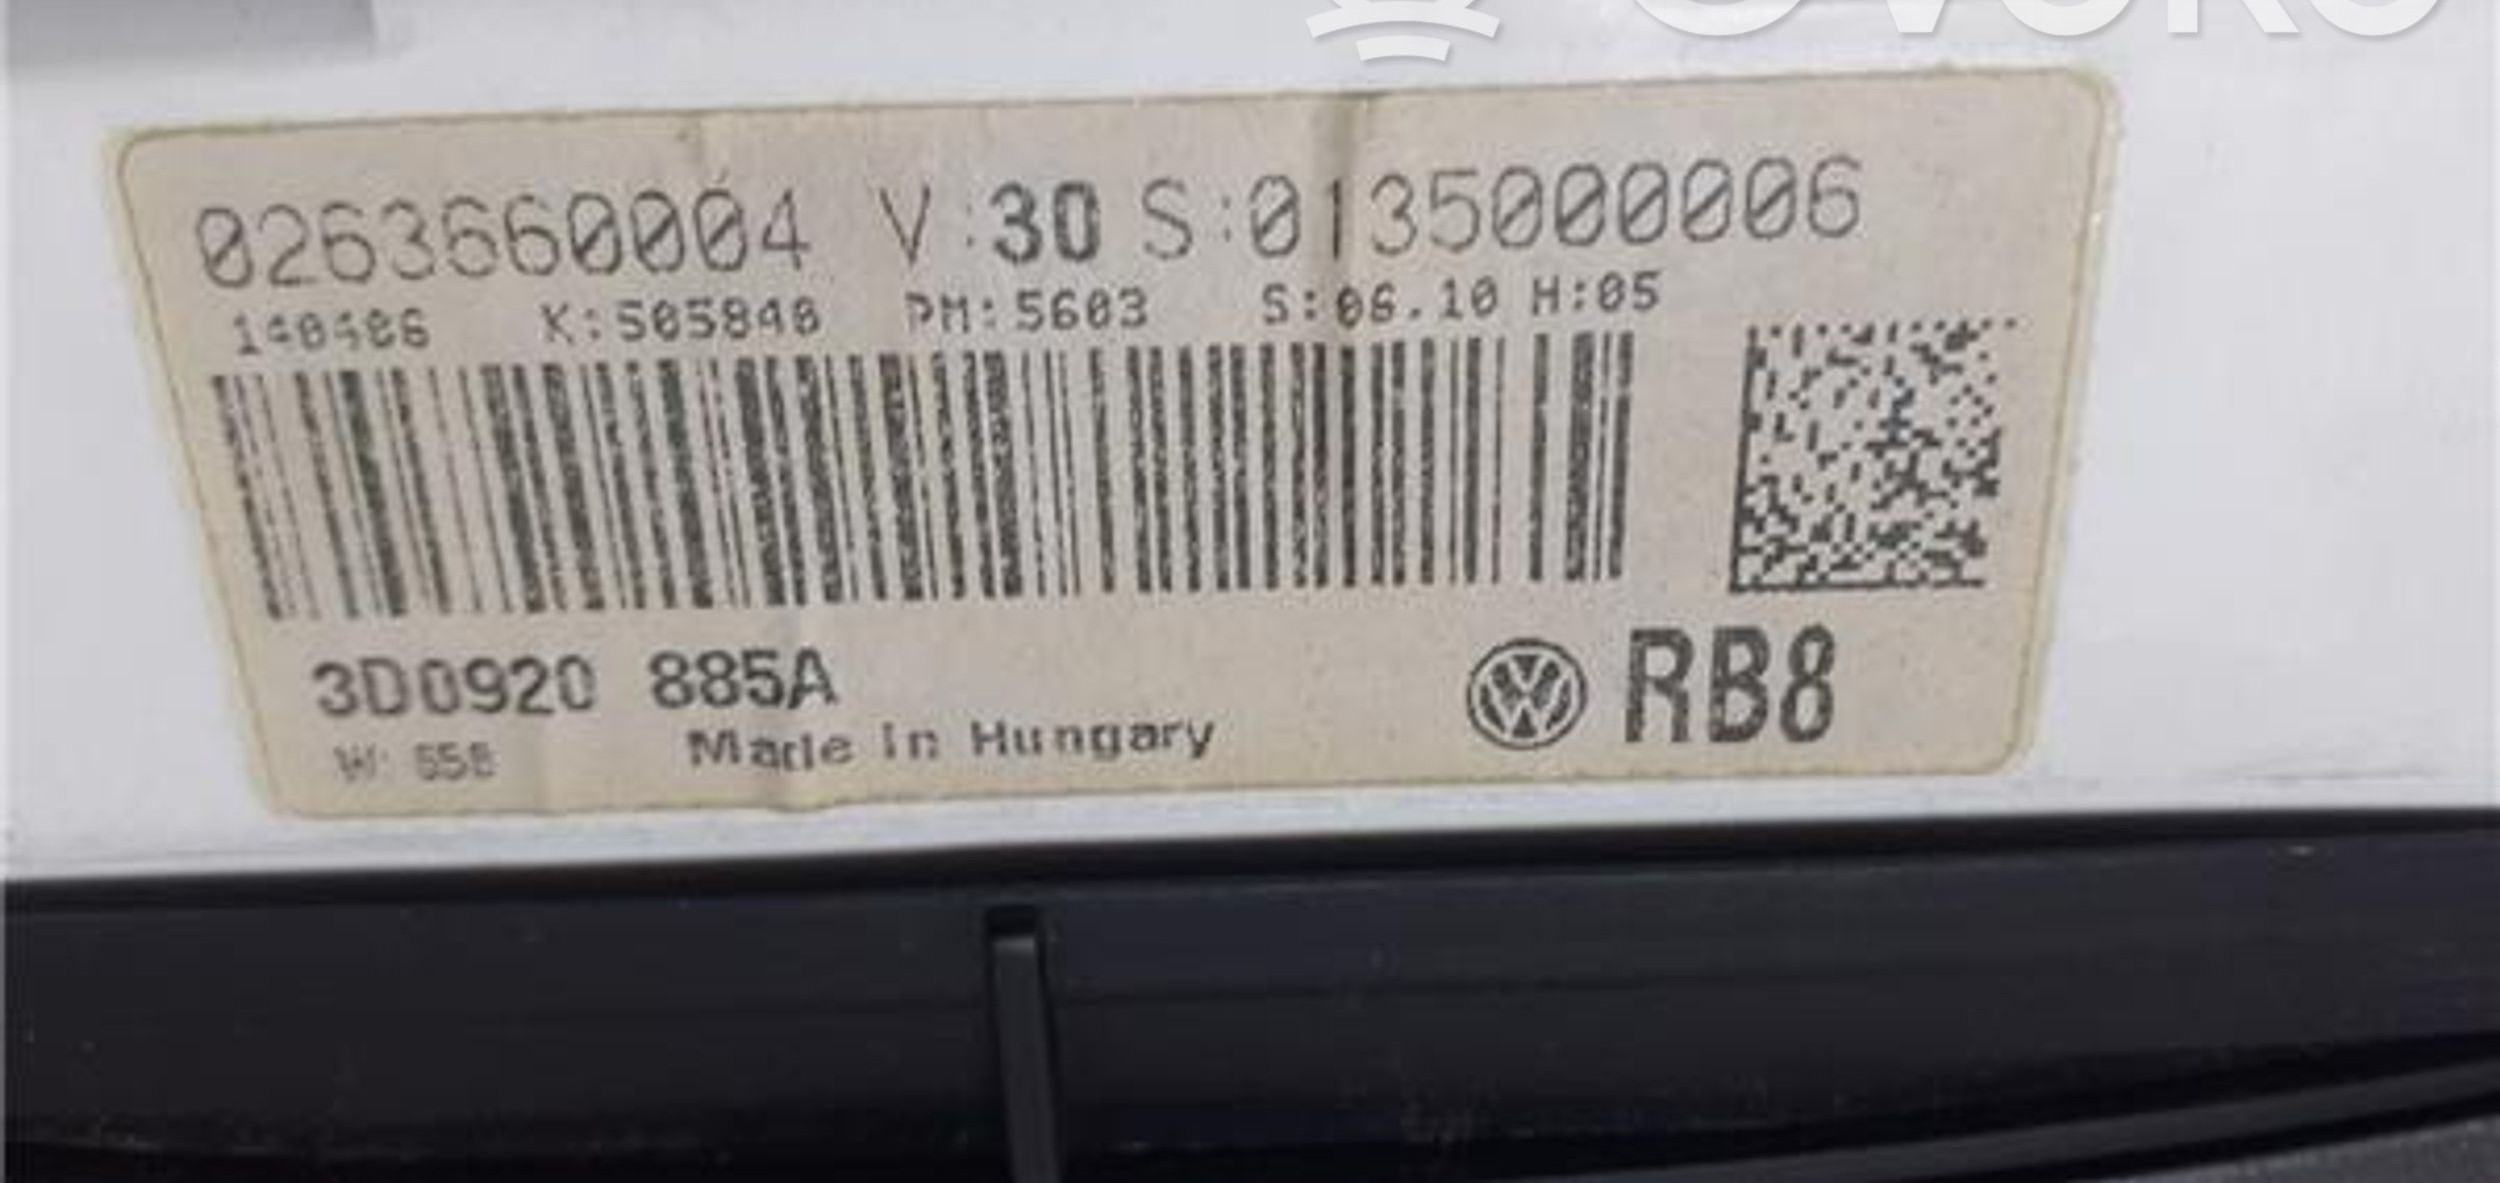 0263660004 V:30 S:0135000006
140486 K:505848 PM:5603 S:06.10 H:05
3D0920 885A RB8
Made in Hungary